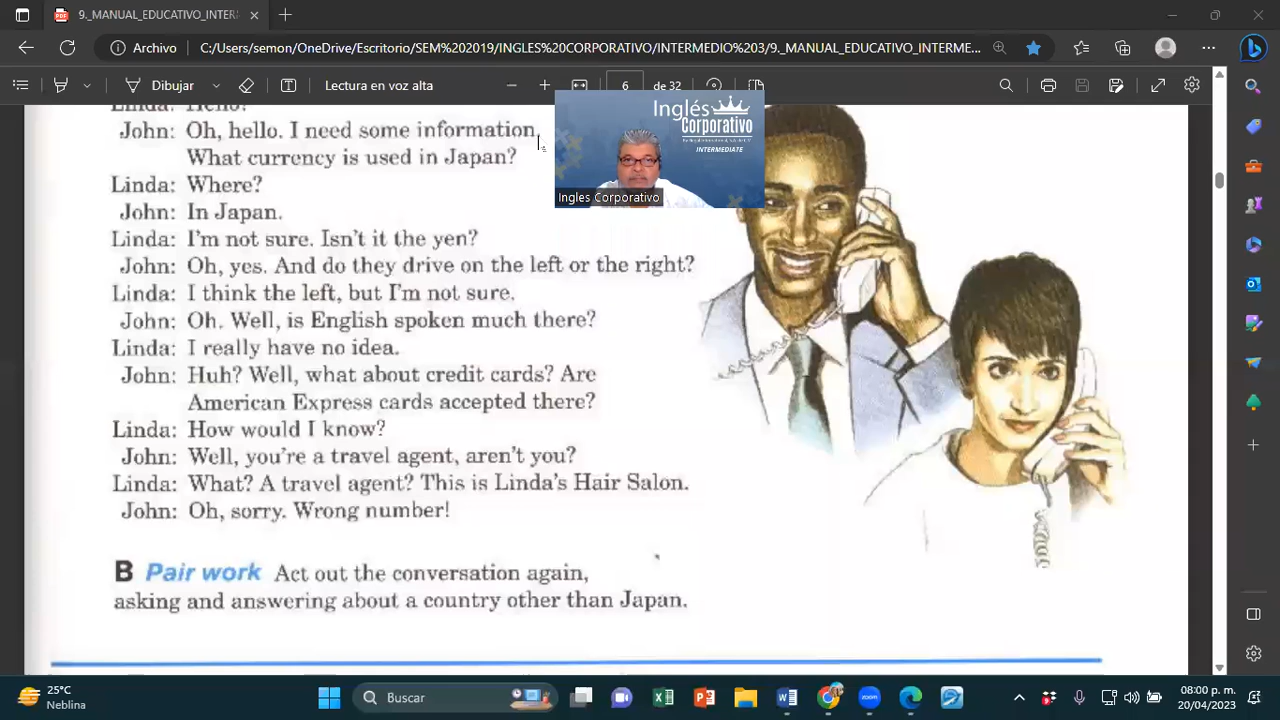 9._MANUAL_EDUCATIVO_INTER
Archivo
C:/Users/semon/OneDrive/Escritorio/SEM%202019/INGLES%20CORPORATIVO/INTERMEDIO%203/9._MANUAL_EDUCATIVO_INTERME...
Dibujar
Lectura en voz alta
6
de 32
Linda: Hello?
John: Oh, hello. I need some information.
What currency is used in Japan?
Linda: Where?
John: In Japan.
Linda: I'm not sure. Isn't it the yen?
John: Oh, yes. And do they drive on the left or the right?
Linda: I think the left, but I'm not sure.
John: Oh. Well, is English spoken much there?
Linda: I really have no idea.
John: Huh? Well, what about credit cards? Are
American Express cards accepted there?
Linda: How would I know?
John: Well, you're a travel agent, aren't you?
Linda: What? A travel agent? This is Linda's Hair Salon.
John: Oh, sorry. Wrong number!
B Pair work Act out the conversation again,
asking and answering about a country other than Japan.
Inglés
Corporativo
INTERMEDIATE
Ingles Corporativo
25°C
Neblina
Buscar
08:00 p. m.
20/04/2023